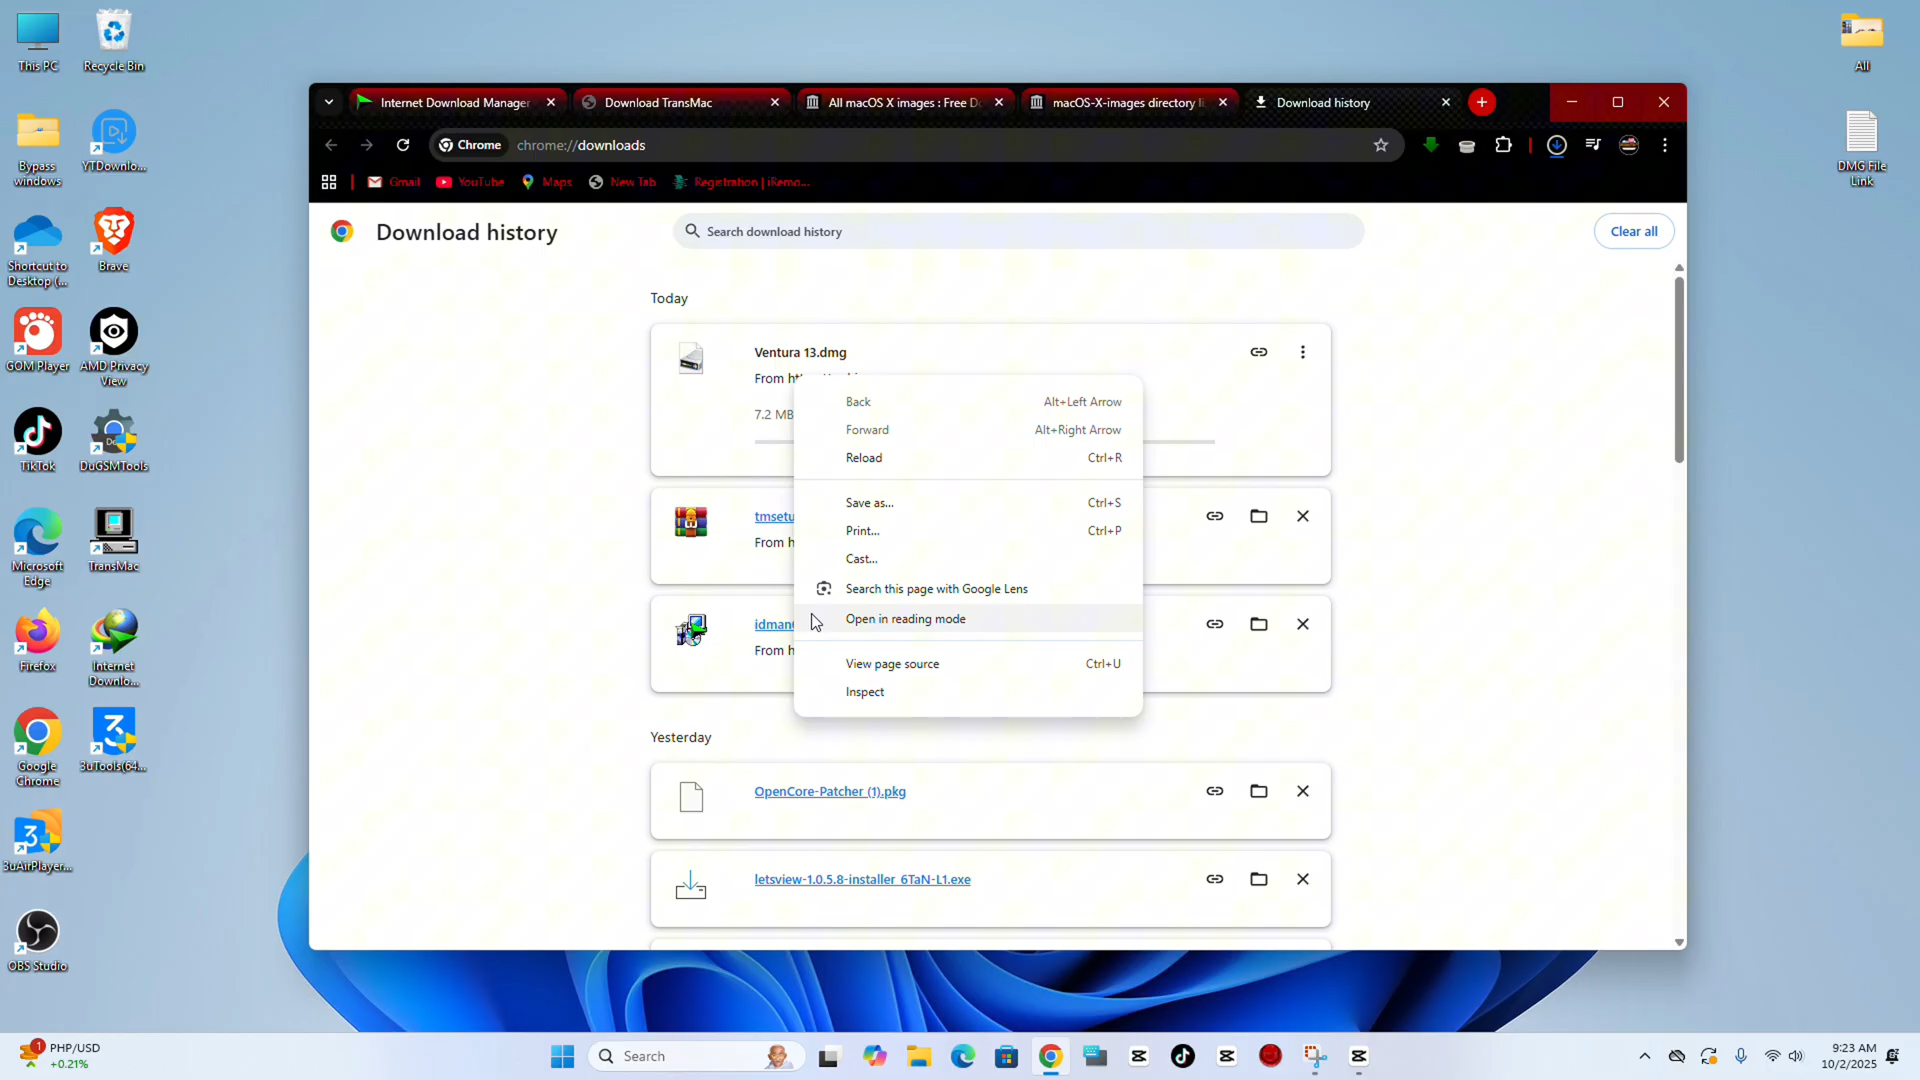 This PC
Recycle Bin
Bypass
windows
YTDownlo...
Shortcut to
Desktop (...
Brave
GOM Player
AMD Privacy
View
TikTok
DuGSMTools
Microsoft
Edge
TransMac
Firefox
Internet
Downlo...
Google
Chrome
3uTools(64...
3uAirPlayer...
OBS Studio
All
DMG File
Link
Internet Download Manager
Download TransMac
All macOS X images : Free Do
macOS-X-images directory li
Download history
Chrome
chrome://downloads
Gmail
YouTube
Maps
New Tab
Registration | iRemo...
Download history
Search download history
Clear all
Today
Ventura 13.dmg
From
7.2 MB
tmsetu
From h
idman
From h
Back Alt+Left Arrow
Forward Alt+Right Arrow
Reload Ctrl+R
Save as... Ctrl+S
Print... Ctrl+P
Cast...
Search this page with Google Lens
Open in reading mode
View page source Ctrl+U
Inspect
Yesterday
OpenCore-Patcher (1).pkg
letsview-1.0.5.8-installer_6TaN-L1.exe
1
PHP/USD
+0.21%
Search
9:23 AM
10/2/2025